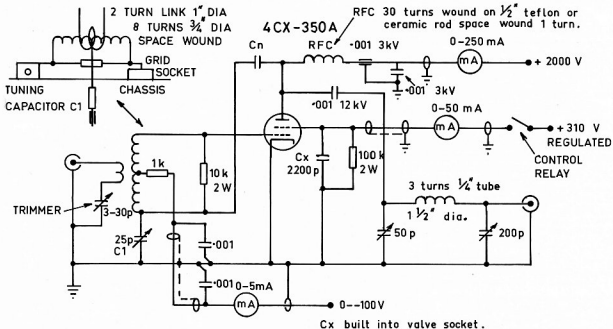 2 TURN LINK 1" DIA
8 TURNS 3/4" DIA
SPACE WOUND
GRID
SOCKET
TUNING
CAPACITOR C1
CHASSIS
4CX-350A
RFC 30 turns wound on 1/2" teflon or
ceramic rod space wound 1 turn.
Cn
RFC
·001 3kV
0-250 mA
mA
+ 2000 V
·001 3kV
·001 12kV
0-50 mA
mA
+310 V
REGULATED
CONTROL
RELAY
1k
10k
2W
Cx
2200p
100k
2W
TRIMMER
3-30p
25p
C1
·001
·001
0-5mA
mA
0--100V
3 turns 1/4" tube
1 1/2" dia.
50p
200p
Cx built into valve socket.